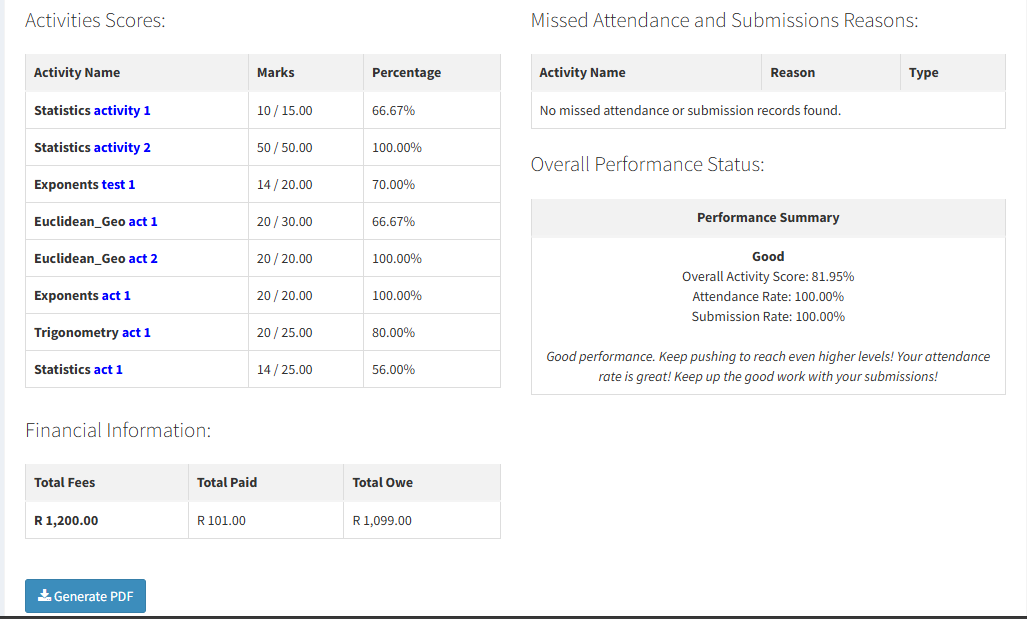 Activities Scores:
Activity Name Marks Percentage
Statistics activity 1 10 / 15.00 66.67%
Statistics activity 2 50 / 50.00 100.00%
Exponents test 1 14 / 20.00 70.00%
Euclidean_Geo act 1 20 / 30.00 66.67%
Euclidean_Geo act 2 20 / 20.00 100.00%
Exponents act 1 20 / 20.00 100.00%
Trigonometry act 1 20 / 25.00 80.00%
Statistics act 1 14 / 25.00 56.00%
Financial Information:
Total Fees Total Paid Total Owe
R 1,200.00 R 101.00 R 1,099.00
Generate PDF
Missed Attendance and Submissions Reasons:
Activity Name Reason Type
No missed attendance or submission records found.
Overall Performance Status:
Performance Summary
Good
Overall Activity Score: 81.95%
Attendance Rate: 100.00%
Submission Rate: 100.00%
Good performance. Keep pushing to reach even higher levels! Your attendance
rate is great! Keep up the good work with your submissions!